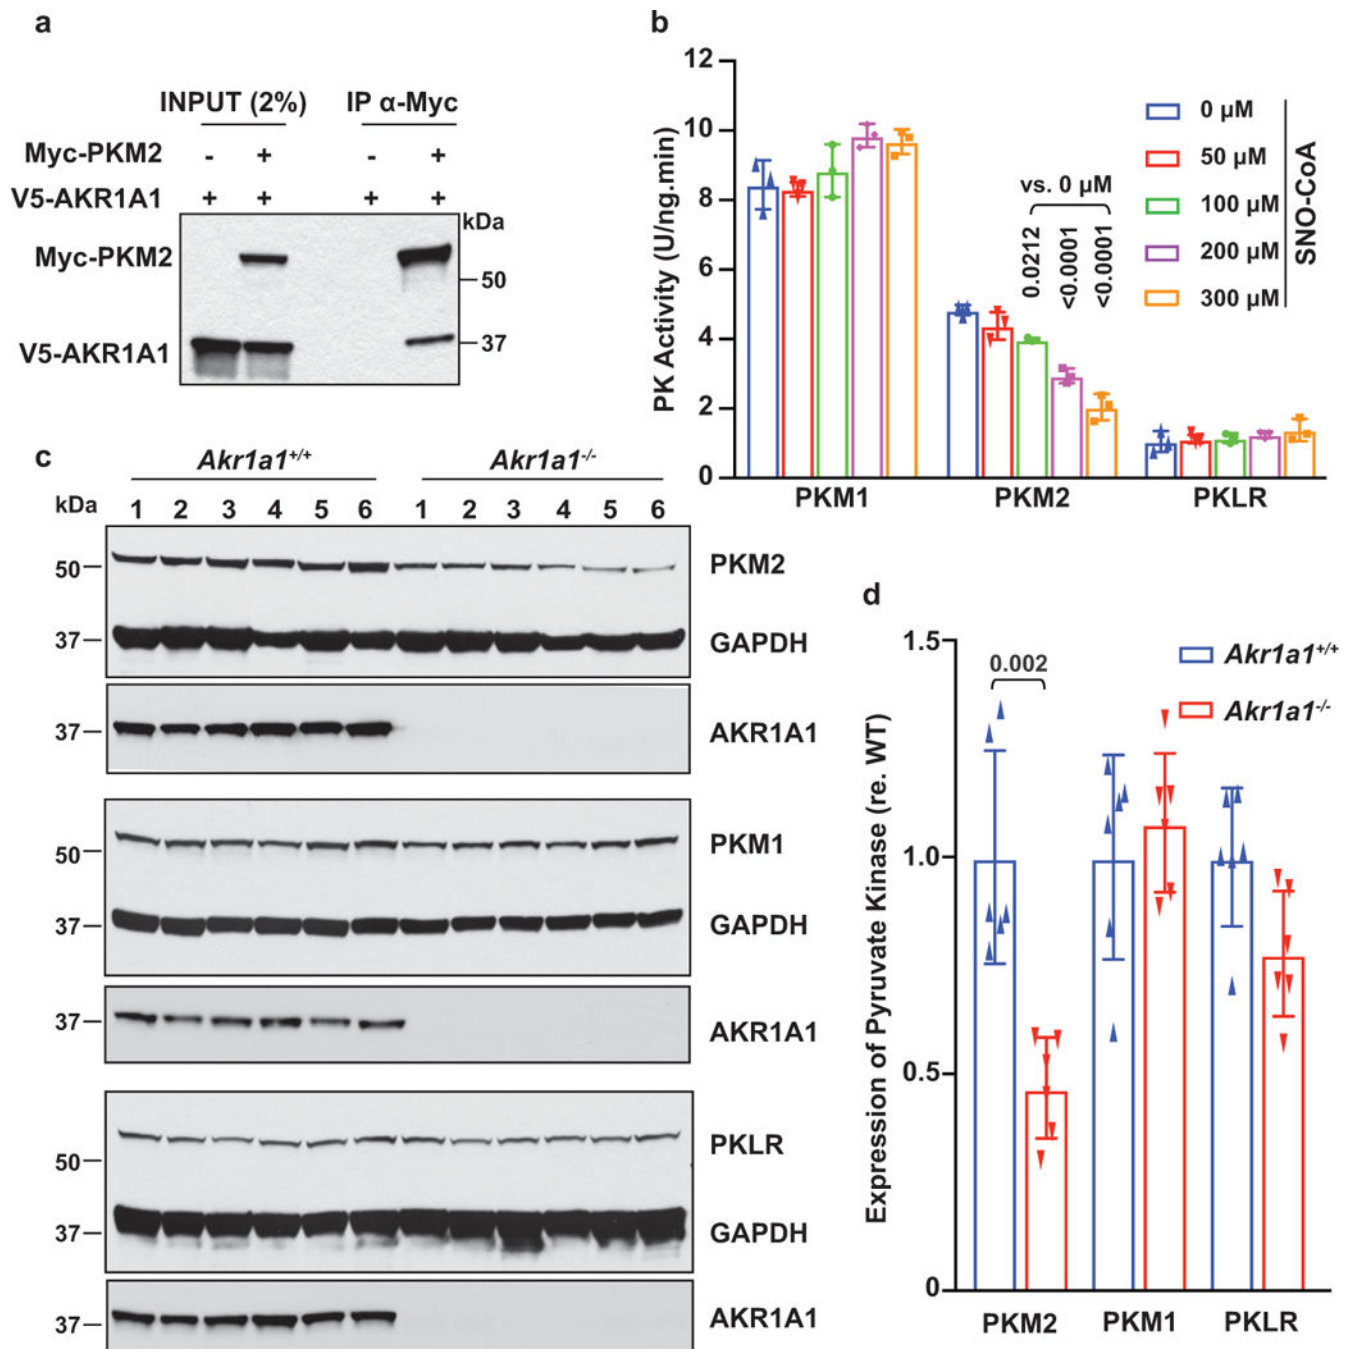 a
INPUT (2%) IP α-Myc
Myc-PKM2 - + - +
V5-AKR1A1 + + + +
kDa
Myc-PKM2
50
V5-AKR1A1
37
b
PK Activity (U/ng.min)
12
10
8
6
4
2
0
vs. 0 µM
0.0212
<0.0001
<0.0001
0 µM
50 µM
100 µM
200 µM
300 µM
SNO-CoA
PKM1 PKM2 PKLR
c
Akr1a1+/+ Akr1a1-/-
kDa 1 2 3 4 5 6 1 2 3 4 5 6
50 PKM2
37 GAPDH
37 AKR1A1
50 PKM1
37 GAPDH
37 AKR1A1
50 PKLR
37 GAPDH
37 AKR1A1
d
Expression of Pyruvate Kinase (re. WT)
1.5
1.0
0.5
0
0.002
Akr1a1+/+
Akr1a1-/-
PKM2 PKM1 PKLR